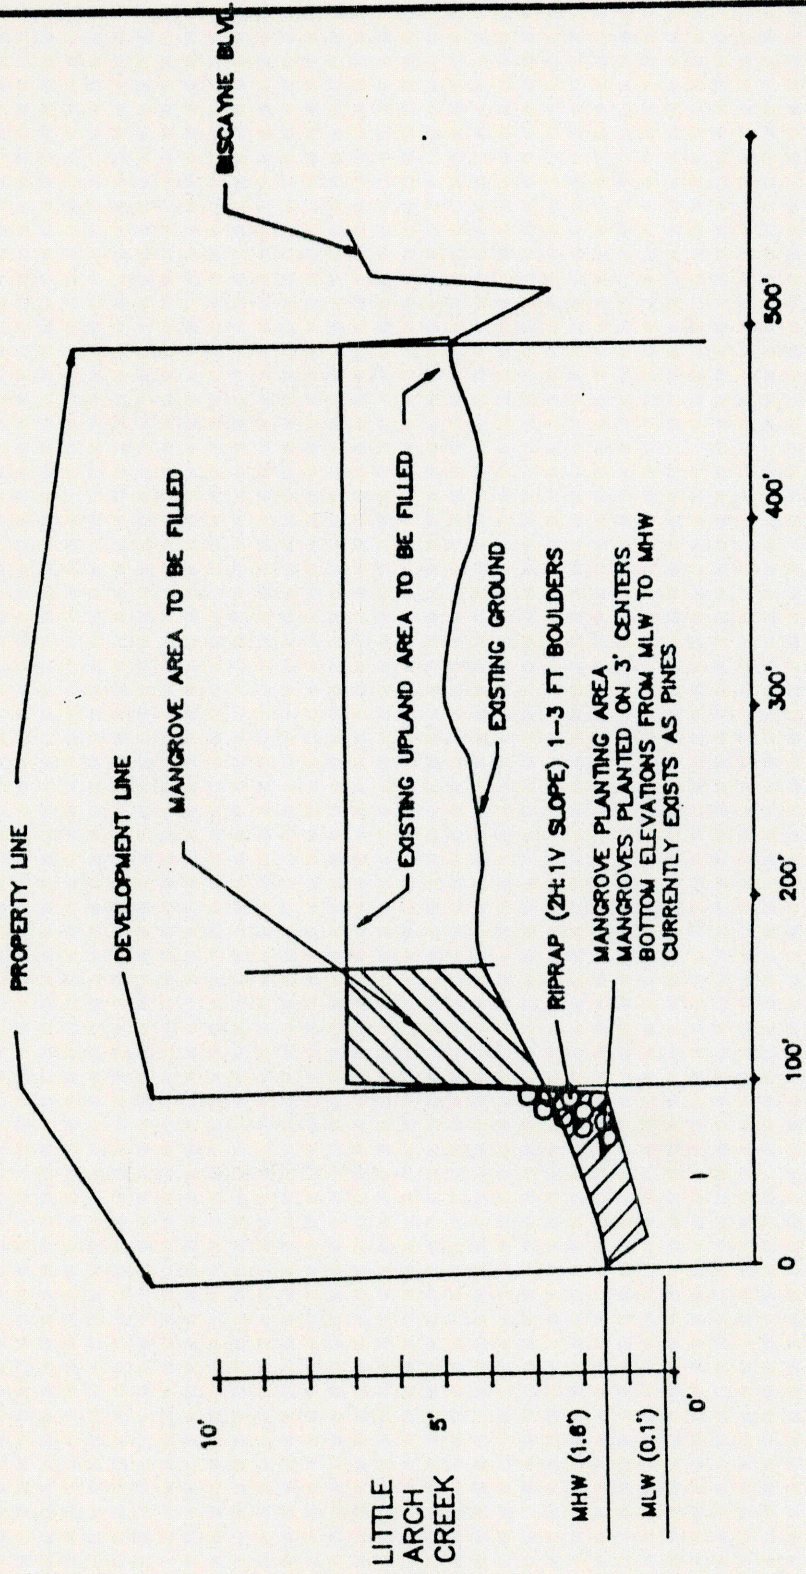 PROPERTY LINE
DEVELOPMENT LINE
MANGROVE AREA TO BE FILLED
BISCAYNE BLVD.
EXISTING UPLAND AREA TO BE FILLED
EXISTING GROUND
RIPRAP (2H:1V SLOPE) 1-3 FT BOULDERS
MANGROVE PLANTING AREA
MANGROVES PLANTED ON 3' CENTERS
BOTTOM ELEVATIONS FROM MLW TO MHW
CURRENTLY EXISTS AS PINES
LITTLE
ARCH
CREEK
10'
5'
0'
MHW (1.6')
MLW (0.1')
0
100'
200'
300'
400'
500'